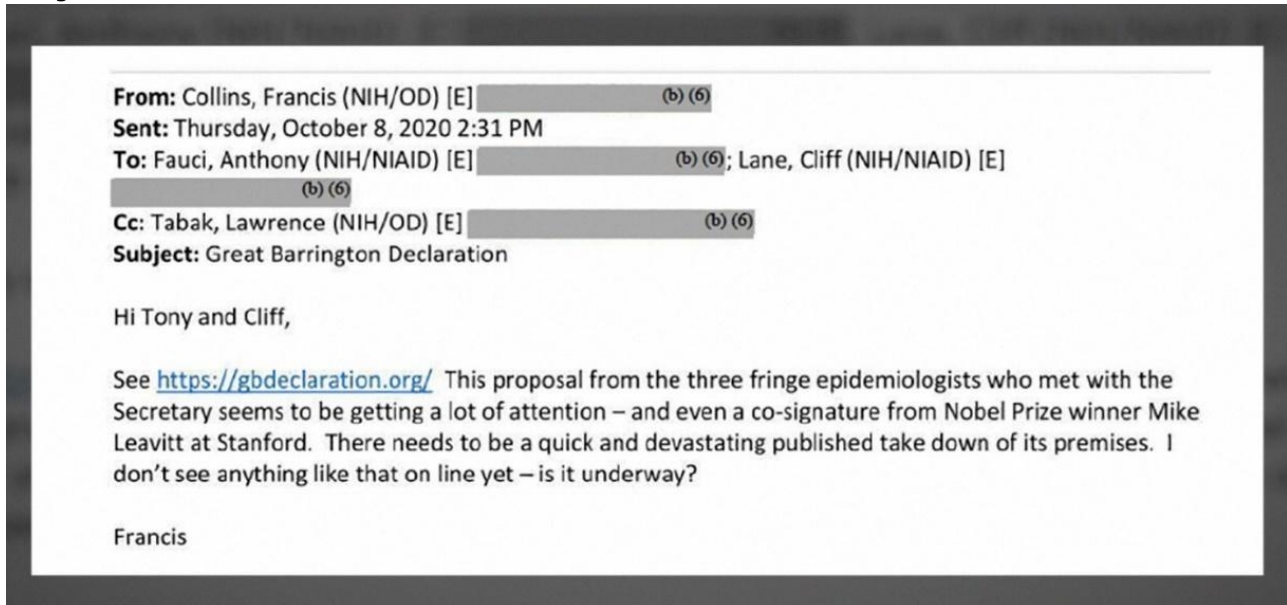 From: Collins, Francis (NIH/OD) [E] (b) (6)
Sent: Thursday, October 8, 2020 2:31 PM
To: Fauci, Anthony (NIH/NIAID) [E] (b) (6); Lane, Cliff (NIH/NIAID) [E]
(b) (6)
Cc: Tabak, Lawrence (NIH/OD) [E] (b) (6)
Subject: Great Barrington Declaration
Hi Tony and Cliff,
See https://gbdeclaration.org/ This proposal from the three fringe epidemiologists who met with the
Secretary seems to be getting a lot of attention – and even a co-signature from Nobel Prize winner Mike
Leavitt at Stanford. There needs to be a quick and devastating published take down of its premises. I
don't see anything like that on line yet – is it underway?
Francis